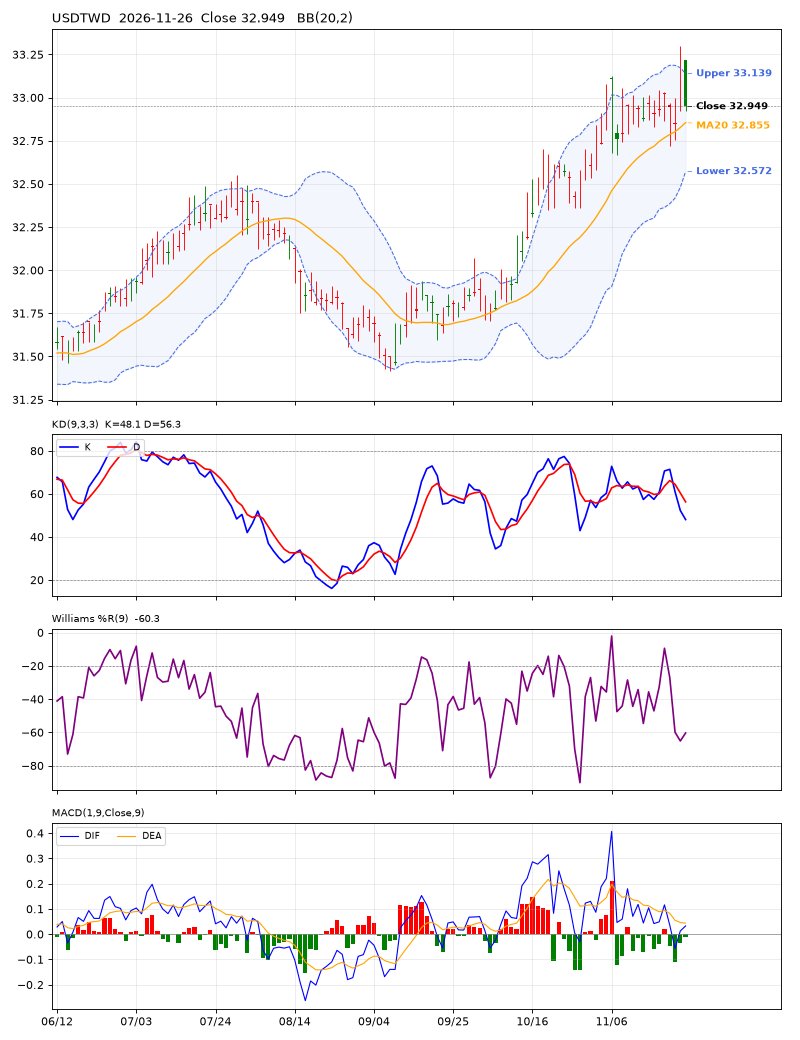 USDTWD  2026-11-26  Close 32.949   BB(20,2)
33.25
33.00
32.75
32.50
32.25
32.00
31.75
31.50
31.25
Upper 33.139
Close 32.949
MA20 32.855
Lower 32.572
KD(9,3,3)  K=48.1 D=56.3
K
D
80
60
40
20
Williams %R(9)  -60.3
0
−20
−40
−60
−80
MACD(1,9,Close,9)
DIF
DEA
0.4
0.3
0.2
0.1
0.0
−0.1
−0.2
06/12
07/03
07/24
08/14
09/04
09/25
10/16
11/06